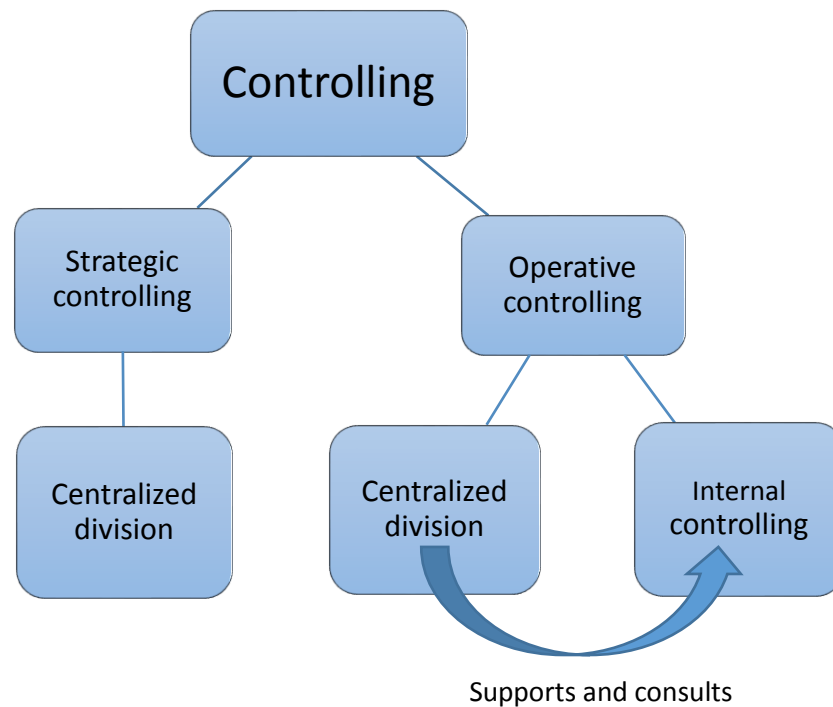 Controlling
Strategic
controlling
Operative
controlling
Centralized
division
Centralized
division
Internal
controlling
Supports and consults